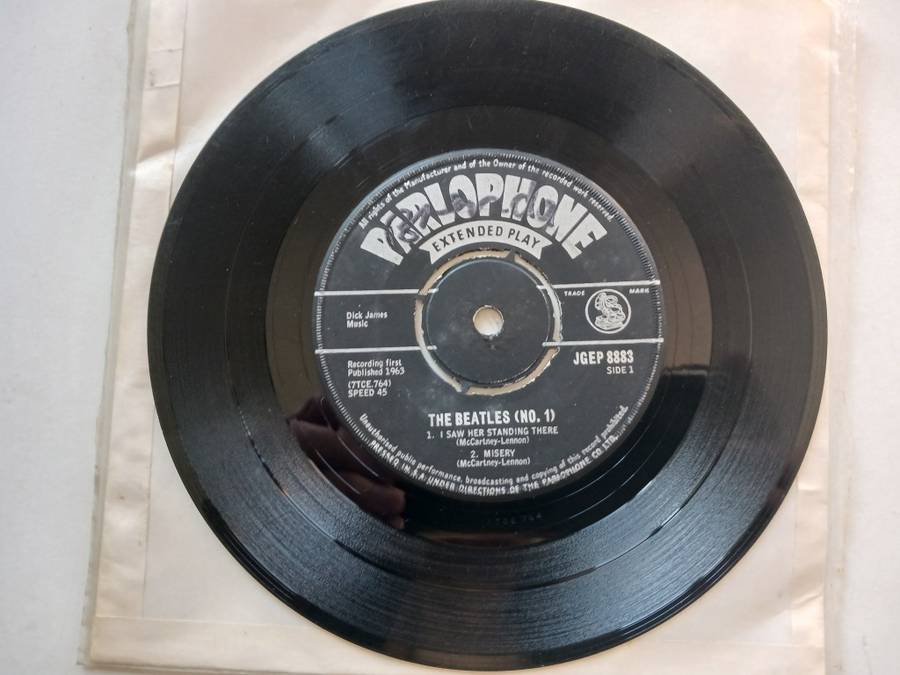 All rights of the Manufacturer and of the Owner of the recorded work reserved.
PARLOPHONE
EXTENDED PLAY
TRADE MARK
Dick James
Music
JGEP 8883
SIDE 1
Recording first
Published 1963
(7TCE.764)
SPEED 45
THE BEATLES (NO. 1)
1. I SAW HER STANDING THERE
(McCartney-Lennon)
2. MISERY
(McCartney-Lennon)
Unauthorised public performance, broadcasting and copying of this record prohibited.
PRESSED IN S.A. UNDER DIRECTIONS OF THE PARLOPHONE CO. LTD.